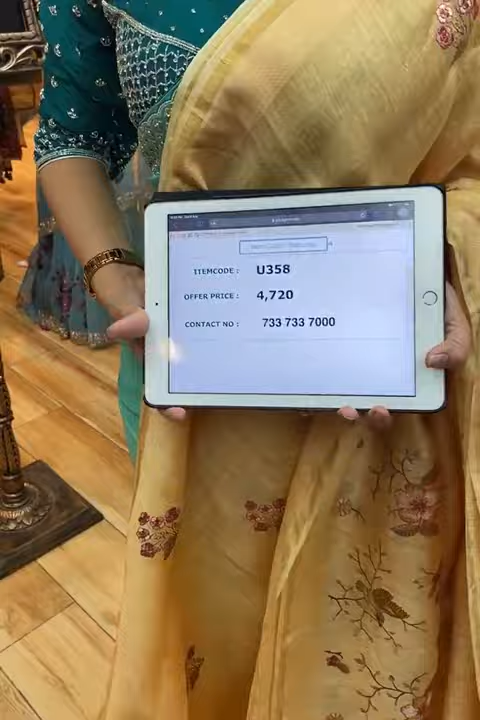 ITEMCODE : U358
OFFER PRICE : 4,720
CONTACT NO : 733 733 7000